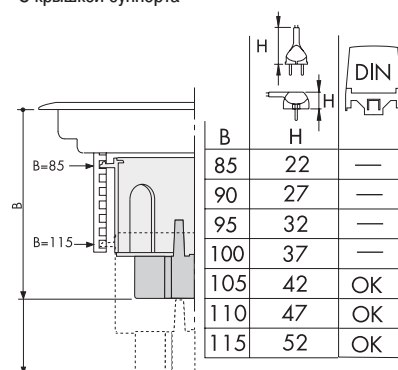 С крышкой суппорта
H
H
DIN
B H
85 22 —
90 27 —
95 32 —
100 37 —
105 42 OK
110 47 OK
115 52 OK
B=85
B=115
B